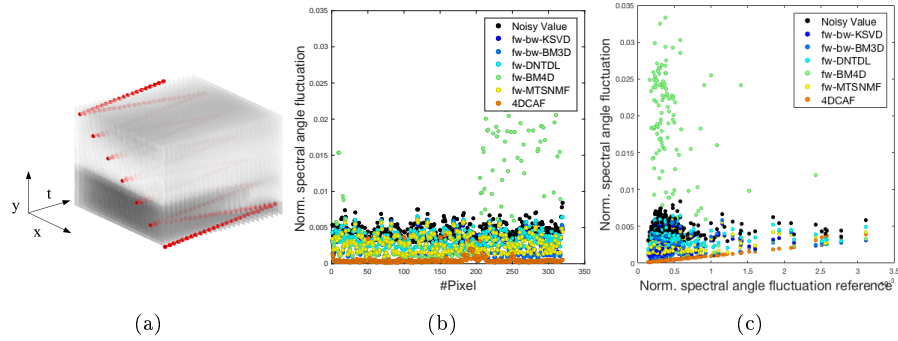 y
t
x
(a)
Norm. spectral angle fluctuation
0.035
0.03
0.025
0.02
0.015
0.01
0.005
0
0 50 100 150 200 250 300 350
#Pixel
Noisy Value
fw-bw-KSVD
fw-bw-BM3D
fw-DNTDL
fw-BM4D
fw-MTSNMF
4DCAF
(b)
Norm. spectral angle fluctuation
0.035
0.03
0.025
0.02
0.015
0.01
0.005
0
0 0.5 1 1.5 2 2.5 3 3.5
Norm. spectral angle fluctuation reference
Noisy Value
fw-bw-KSVD
fw-bw-BM3D
fw-DNTDL
fw-BM4D
fw-MTSNMF
4DCAF
(c)